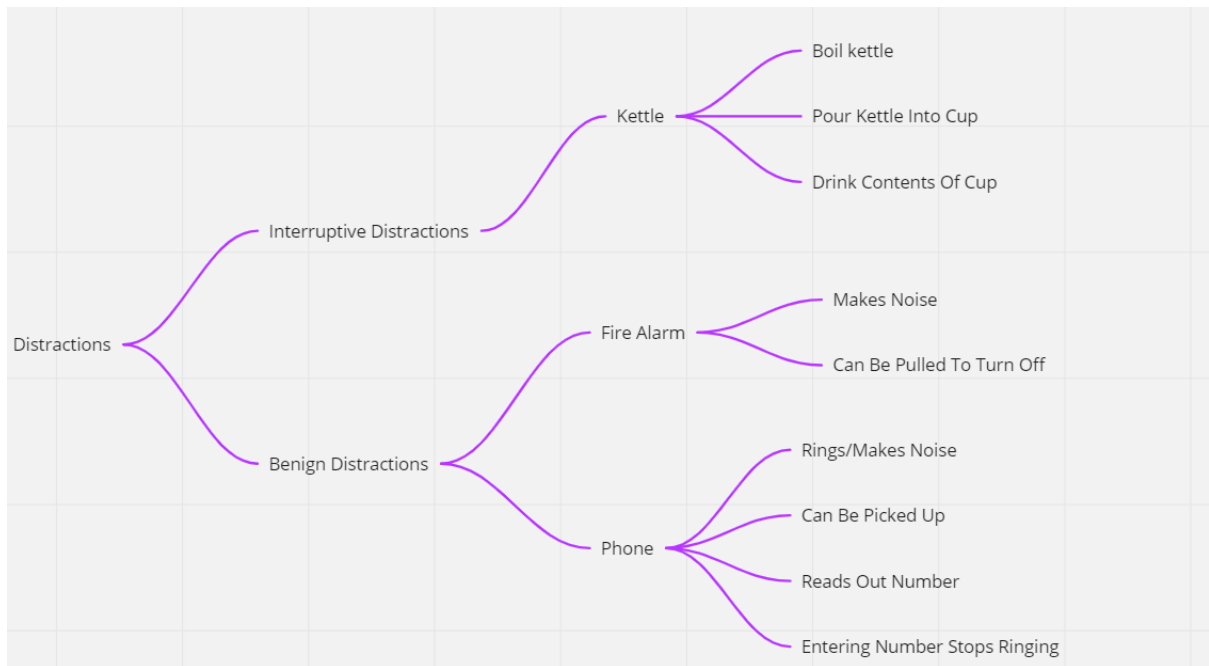 Boil kettle
Kettle
Pour Kettle Into Cup
Drink Contents Of Cup
Interruptive Distractions
Makes Noise
Fire Alarm
Distractions
Can Be Pulled To Turn Off
Rings/Makes Noise
Benign Distractions
Can Be Picked Up
Phone
Reads Out Number
Entering Number Stops Ringing